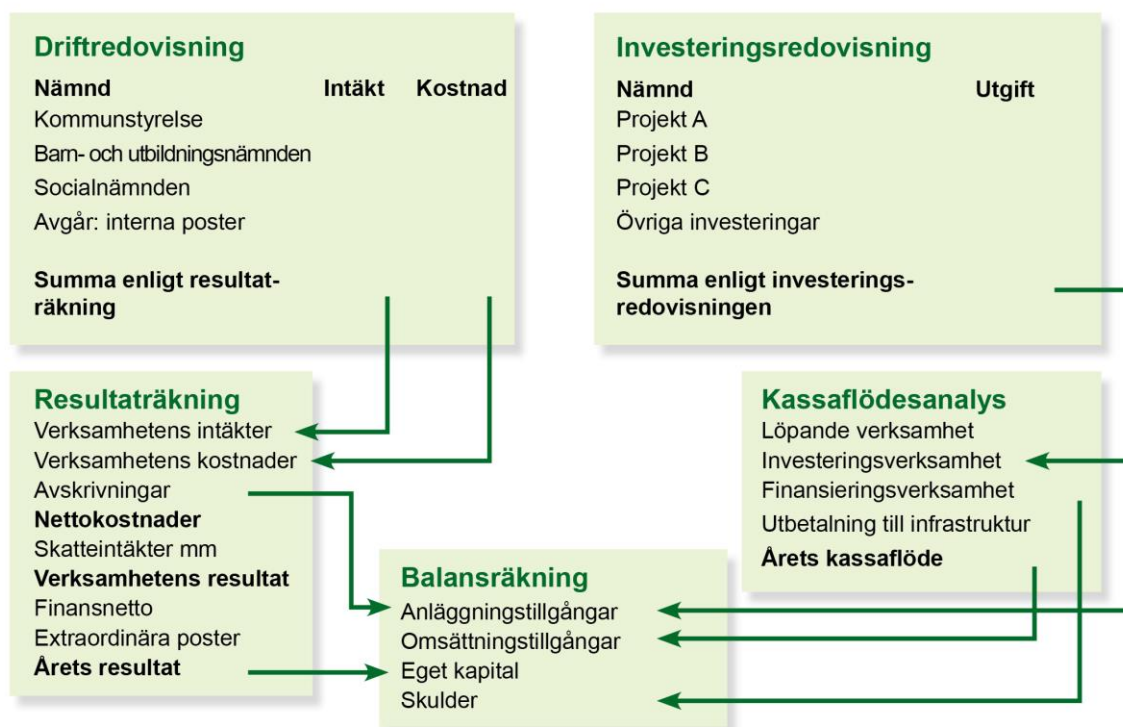 Driftredovisning
Nämnd Intäkt Kostnad
Kommunstyrelse
Barn- och utbildningsnämnden
Socialnämnden
Avgår: interna poster
Summa enligt resultat-
räkning
Investeringsredovisning
Nämnd Utgift
Projekt A
Projekt B
Projekt C
Övriga investeringar
Summa enligt investerings-
redovisningen
Resultaträkning
Verksamhetens intäkter
Verksamhetens kostnader
Avskrivningar
Nettokostnader
Skatteintäkter mm
Verksamhetens resultat
Finansnetto
Extraordinära poster
Årets resultat
Kassaflödesanalys
Löpande verksamhet
Investeringsverksamhet
Finansieringsverksamhet
Utbetalning till infrastruktur
Årets kassaflöde
Balansräkning
Anläggningstillgångar
Omsättningstillgångar
Eget kapital
Skulder